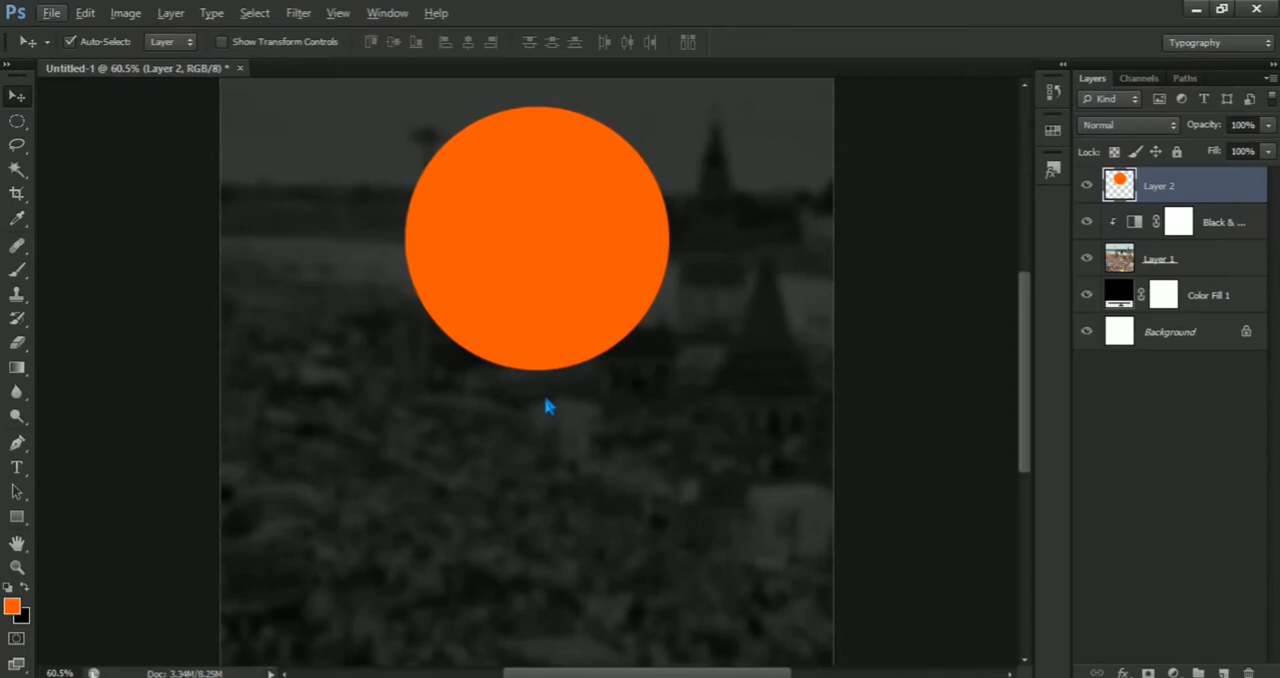 Ps File Edit Image Layer Type Select Filter View Window Help
Auto-Select: Layer Show Transform Controls Typography
Untitled-1 @ 60.5% (Layer 2, RGB/8) *
Layers Channels Paths
Kind
Normal Opacity: 100%
Lock: Fill: 100%
Layer 2
Black & ...
Layer 1
Color Fill 1
Background
T
60.5% Doc: 3.34M/8.25M
fx